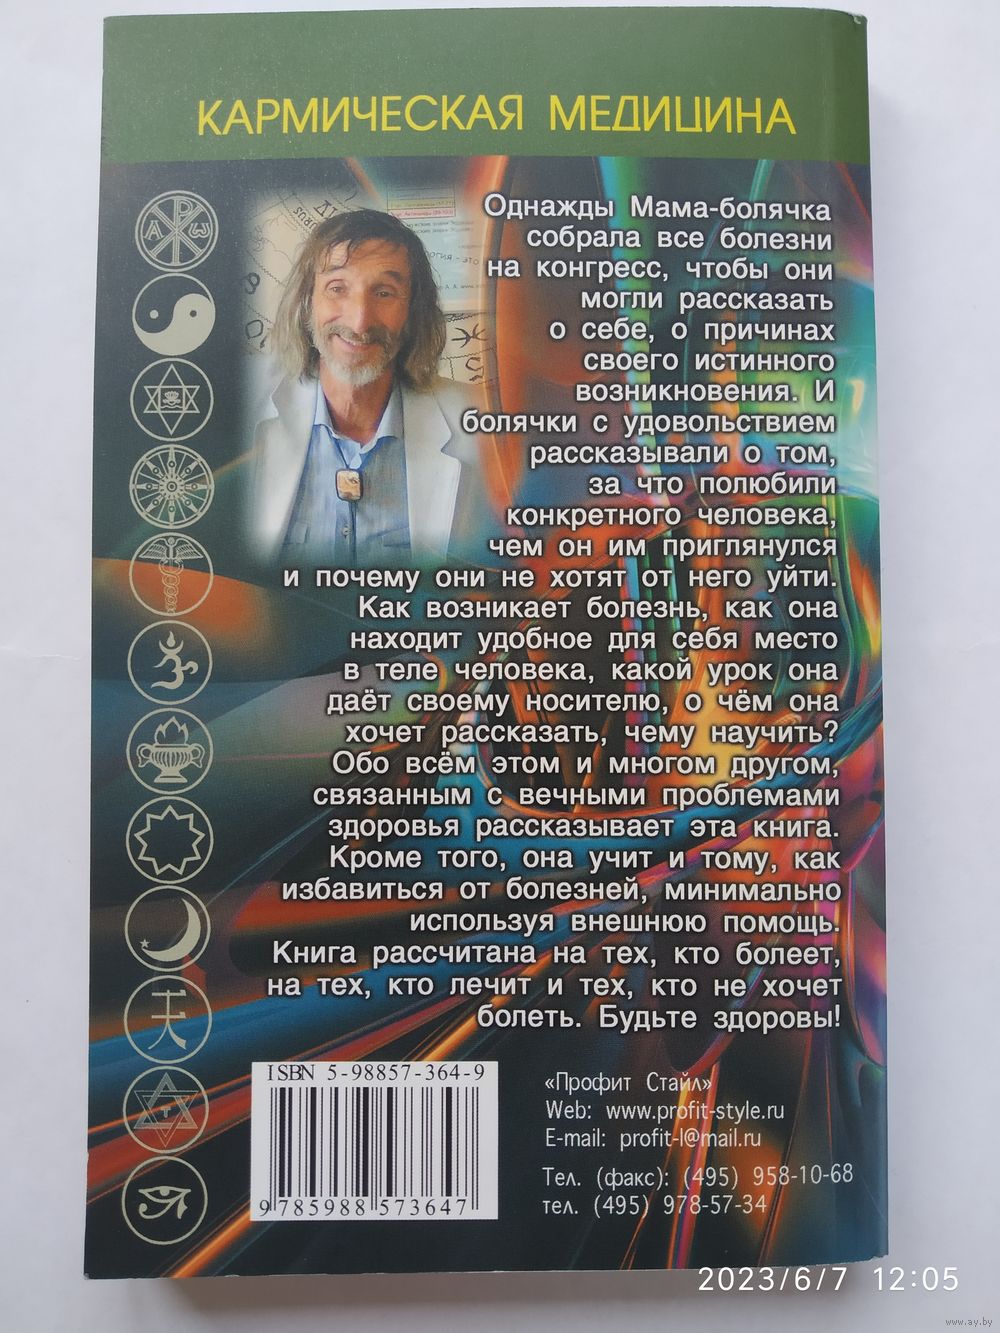 КАРМИЧЕСКАЯ МЕДИЦИНА
Однажды Мама-болячка
собрала все болезни
на конгресс, чтобы они
могли рассказать
о себе, о причинах
своего истинного
возникновения. И
болячки с удовольствием
рассказывали о том,
за что полюбили
конкретного человека,
чем он им приглянулся
и почему они не хотят от него уйти.
Как возникает болезнь, как она
находит удобное для себя место
в теле человека, какой урок она
даёт своему носителю, о чём она
хочет рассказать, чему научить?
Обо всём этом и многом другом,
связанным с вечными проблемами
здоровья рассказывает эта книга.
Кроме того, она учит и тому, как
избавиться от болезней, минимально
используя внешнюю помощь.
Книга рассчитана на тех, кто болеет,
на тех, кто лечит и тех, кто не хочет
болеть. Будьте здоровы!
ISBN 5-98857-364-9
9 785988 573647
«Профит Стайл»
Web: www.profit-style.ru
E-mail: profit-l@mail.ru
Тел. (факс): (495) 958-10-68
тел. (495) 978-57-34
2023/6/7 12:05
www.ay.by